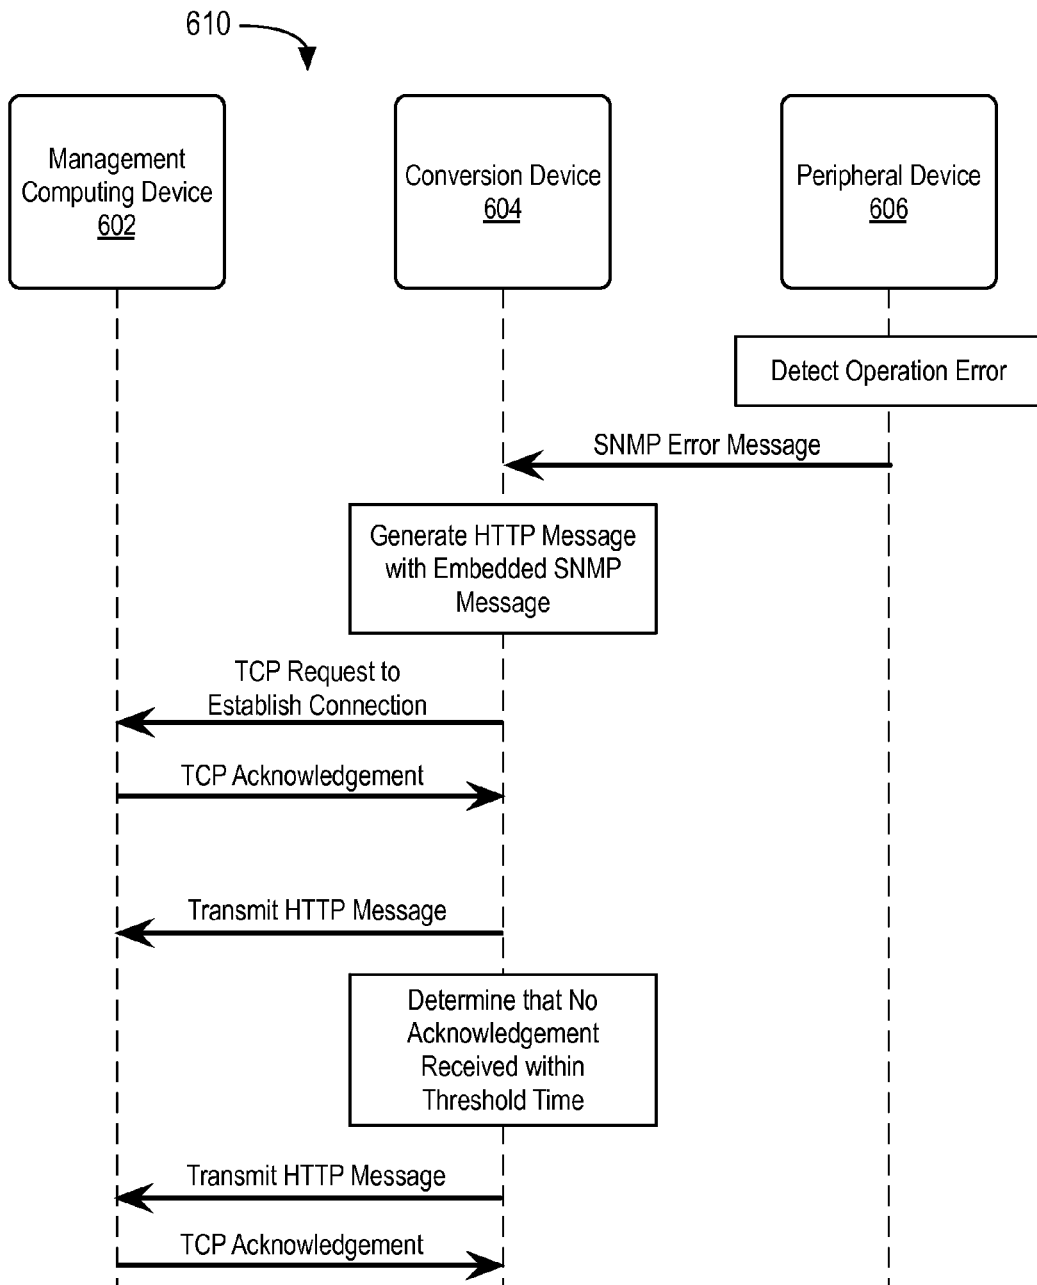 610
Management
Computing Device
602
Conversion Device
604
Peripheral Device
606
Detect Operation Error
SNMP Error Message
Generate HTTP Message
with Embedded SNMP
Message
TCP Request to
Establish Connection
TCP Acknowledgement
Transmit HTTP Message
Determine that No
Acknowledgement
Received within
Threshold Time
Transmit HTTP Message
TCP Acknowledgement